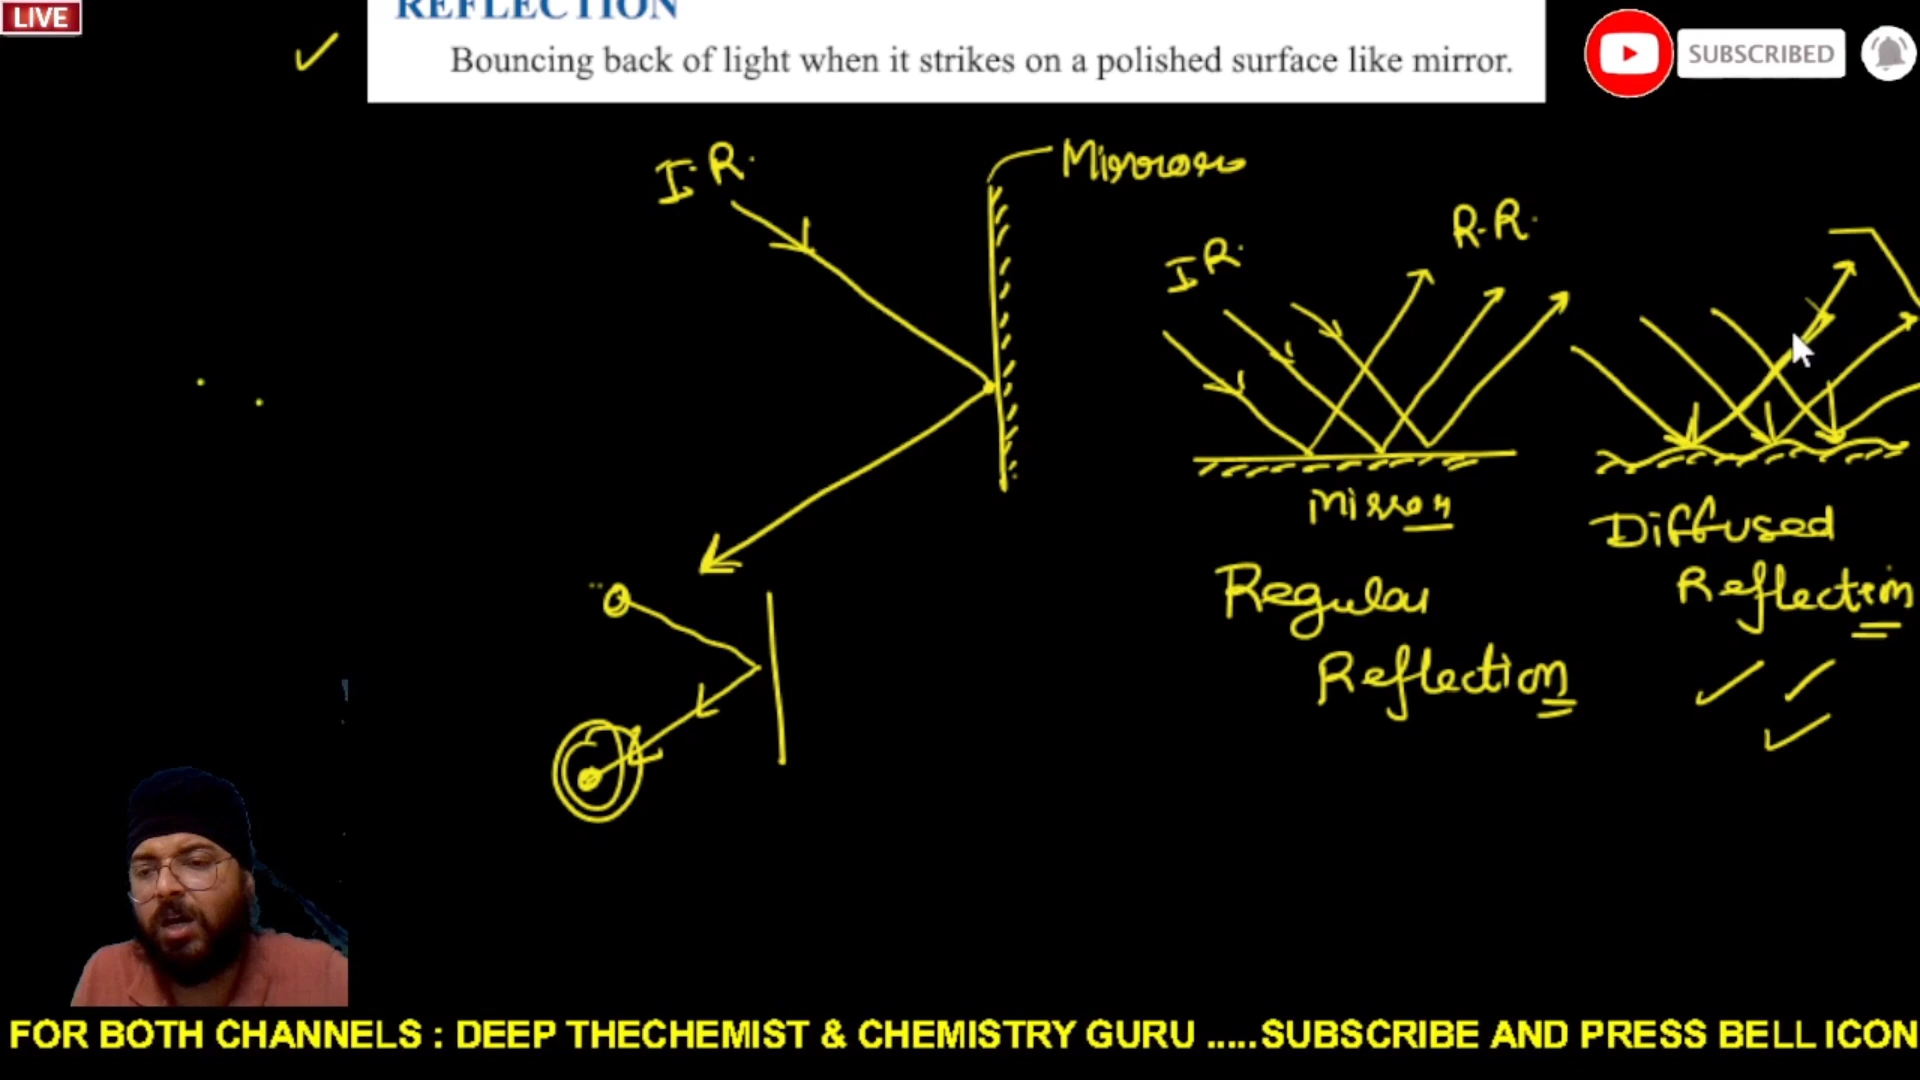 LIVE
REFLECTION
Bouncing back of light when it strikes on a polished surface like mirror.
SUBSCRIBED
I.R.
Mirror
I R.
R.R.
Mirror
Regular
Reflection
Diffused
Reflection
FOR BOTH CHANNELS : DEEP THECHEMIST & CHEMISTRY GURU .....SUBSCRIBE AND PRESS BELL ICON